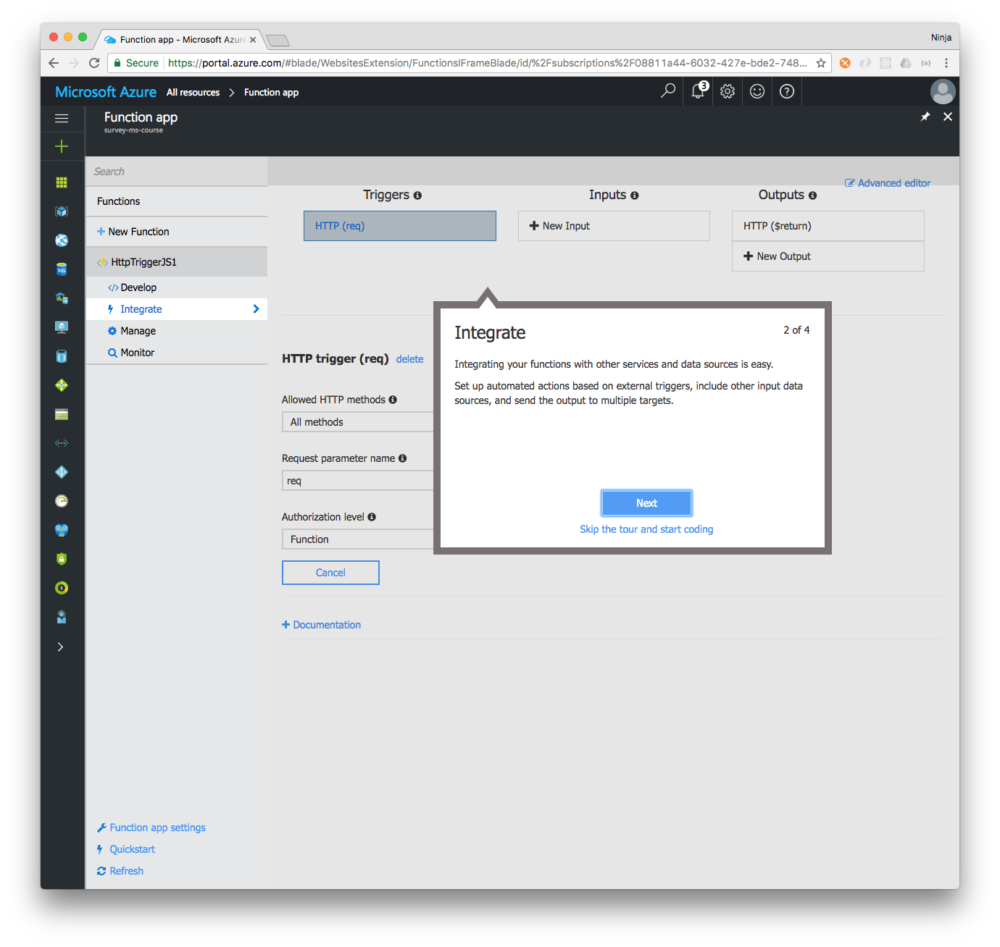 Function app - Microsoft Azure
Ninja
Secure
https://portal.azure.com/#blade/WebsitesExtension/FunctionsIFrameBlade/id/%2Fsubscriptions%2F08811a44-6032-427e-bde2-748...
Microsoft Azure All resources > Function app
3
Function app
survey-ms-course
Search
Advanced editor
Functions
Triggers
Inputs
Outputs
New Function
HTTP (req)
New Input
HTTP ($return)
New Output
HttpTriggerJS1
Develop
Integrate
Manage
Monitor
Integrate
2 of 4
Integrating your functions with other services and data sources is easy.
Set up automated actions based on external triggers, include other input data
sources, and send the output to multiple targets.
Next
Skip the tour and start coding
HTTP trigger (req) delete
Allowed HTTP methods
All methods
Request parameter name
req
Authorization level
Function
Cancel
Documentation
Function app settings
Quickstart
Refresh
SQL